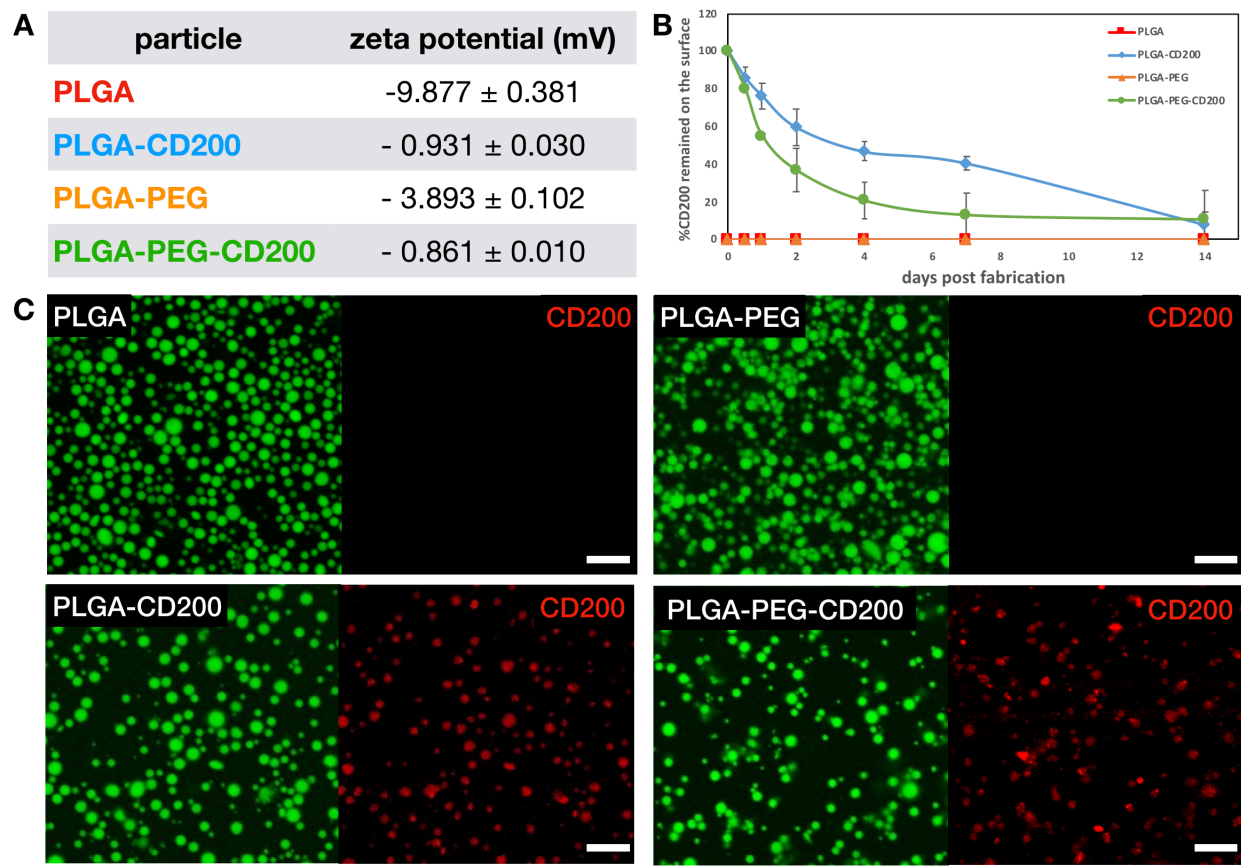 A
particle zeta potential (mV)
PLGA -9.877 ± 0.381
PLGA-CD200 - 0.931 ± 0.030
PLGA-PEG - 3.893 ± 0.102
PLGA-PEG-CD200 - 0.861 ± 0.010
B
%CD200 remained on the surface
120
100
80
60
40
20
0
0 2 4 6 8 10 12 14
days post fabrication
PLGA
PLGA-CD200
PLGA-PEG
PLGA-PEG-CD200
C
PLGA CD200
PLGA-PEG CD200
PLGA-CD200 CD200
PLGA-PEG-CD200 CD200